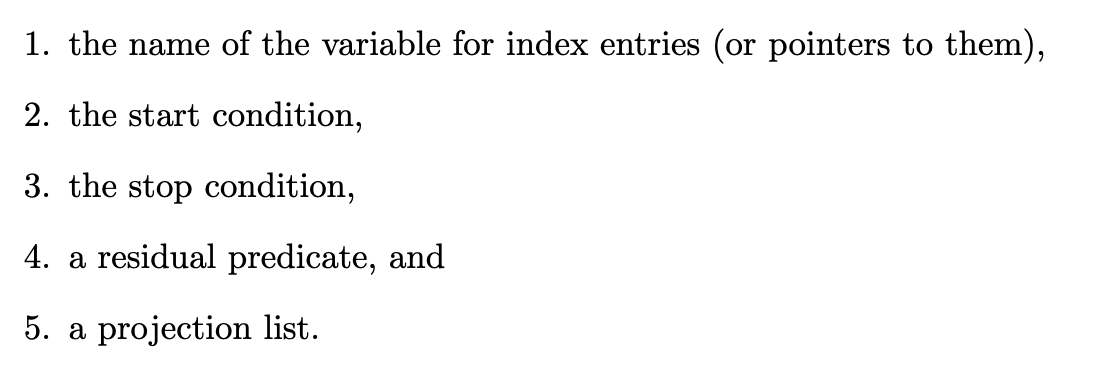 1. the name of the variable for index entries (or pointers to them),
2. the start condition,
3. the stop condition,
4. a residual predicate, and
5. a projection list.